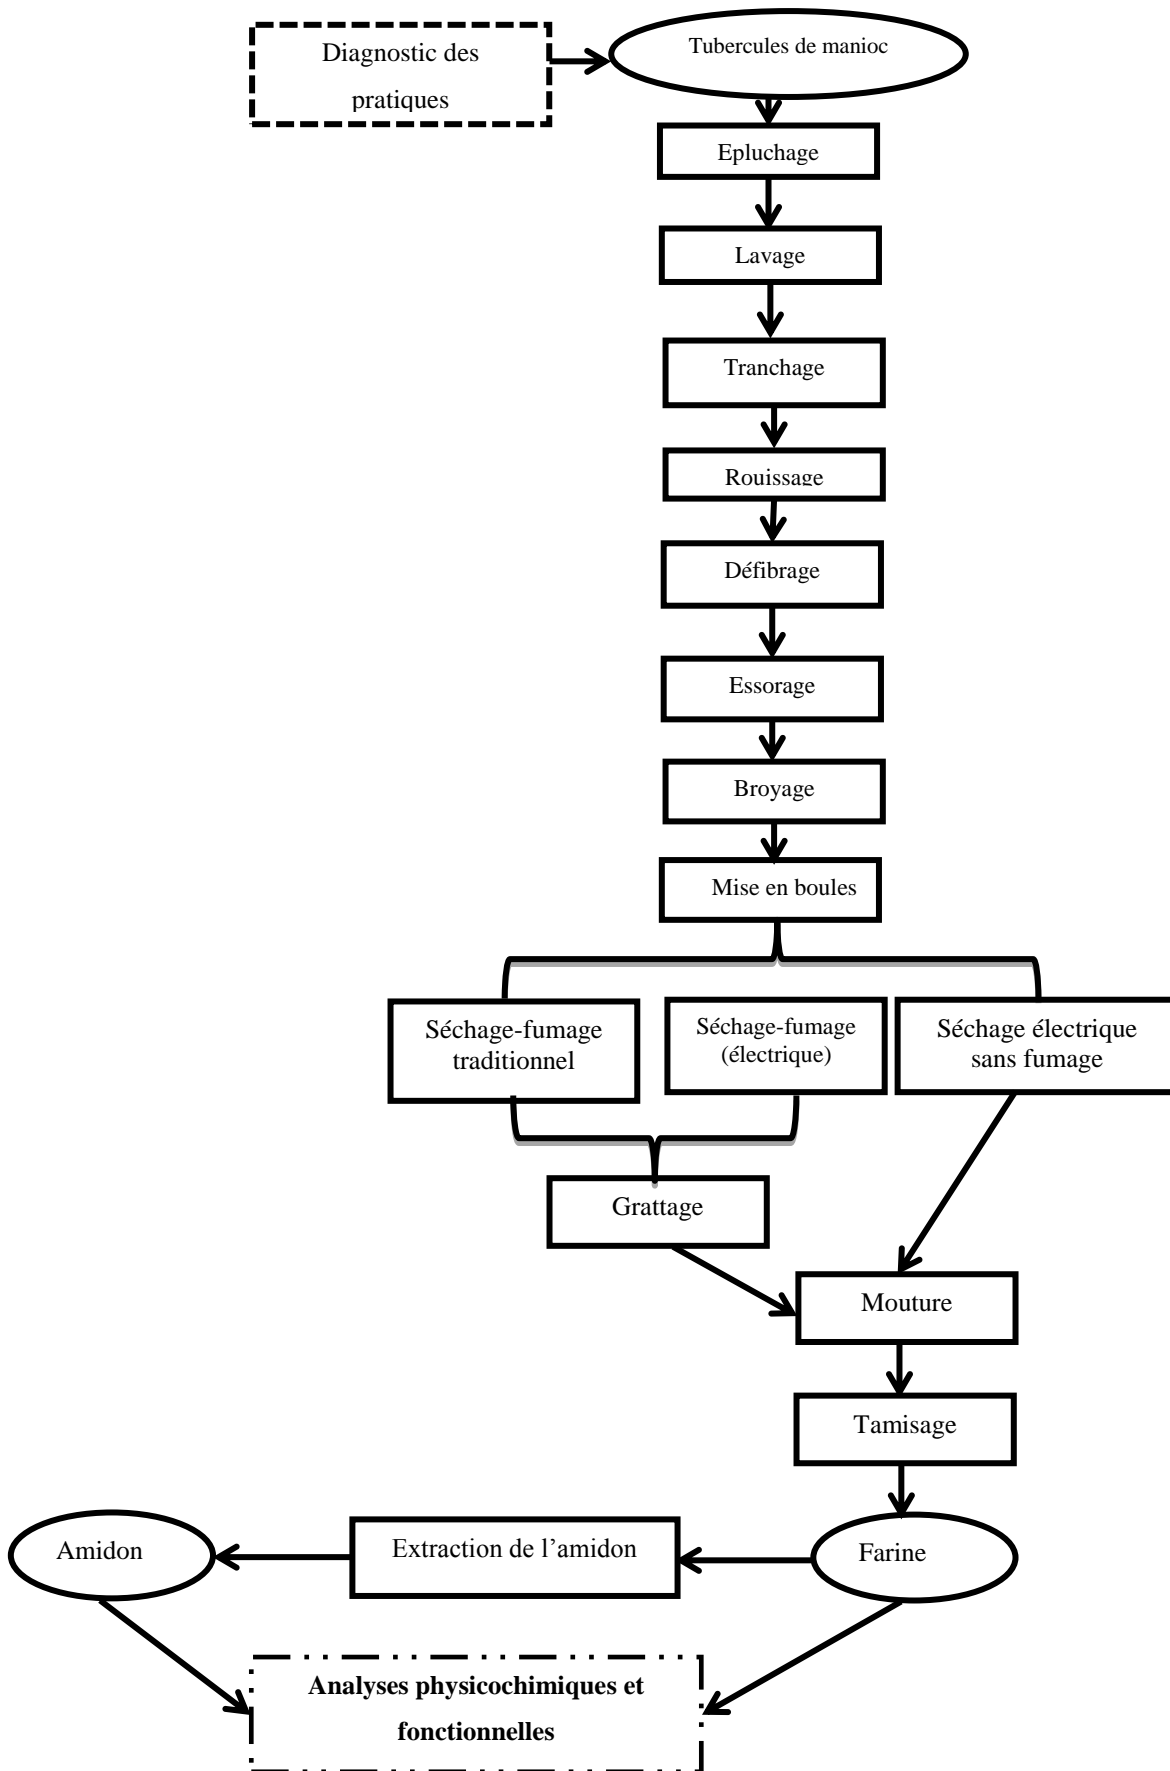 Diagnostic des
pratiques
Tubercules de manioc
Epluchage
Lavage
Tranchage
Rouissage
Défibrage
Essorage
Broyage
Mise en boules
Séchage-fumage
traditionnel
Séchage-fumage
(électrique)
Séchage électrique
sans fumage
Grattage
Mouture
Tamisage
Farine
Extraction de l’amidon
Amidon
Analyses physicochimiques et
fonctionnelles